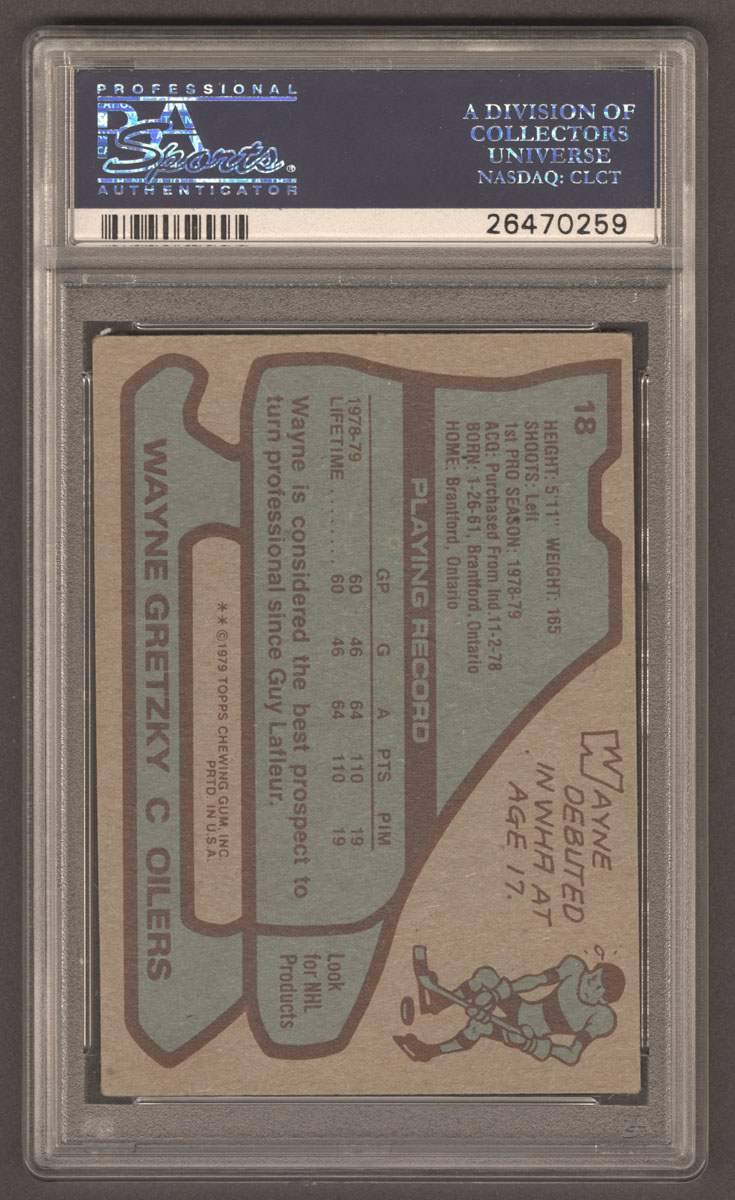 PROFESSIONAL
PSA
Sports®
AUTHENTICATOR
A DIVISION OF
COLLECTORS
UNIVERSE
NASDAQ: CLCT
26470259
18
HEIGHT: 5'11" WEIGHT: 165
SHOOTS: Left
1st PRO SEASON: 1978-79
ACQ: Purchased From Ind. 11-2-78
BORN: 1-26-61, Brantford, Ontario
HOME: Brantford, Ontario
WAYNE
DEBUTED
IN WHA AT
AGE 17.
PLAYING RECORD
GP G A PTS PIM
1978-79 60 46 64 110 19
LIFETIME ........ 60 46 64 110 19
Wayne is considered the best prospect to
turn professional since Guy Lafleur.
Look
for NHL
Products
** ©1979 TOPPS CHEWING GUM, INC.
PRTD. IN U.S.A.
WAYNE GRETZKY C OILERS